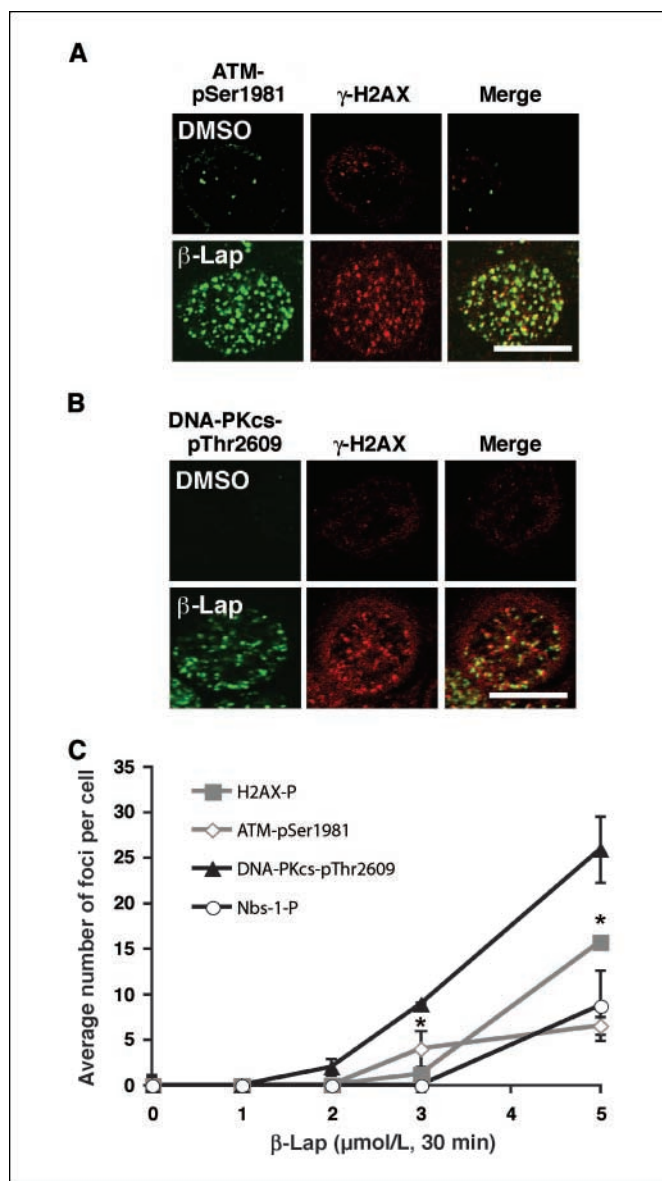 A
ATM-
pSer1981
γ-H2AX
Merge
DMSO
β-Lap
B
DNA-PKcs-
pThr2609
γ-H2AX
Merge
DMSO
β-Lap
C
35
30
25
20
15
10
5
0
Average number of foci per cell
H2AX-P
ATM-pSer1981
DNA-PKcs-pThr2609
Nbs-1-P
*
*
0 1 2 3 4 5
β-Lap (μmol/L, 30 min)